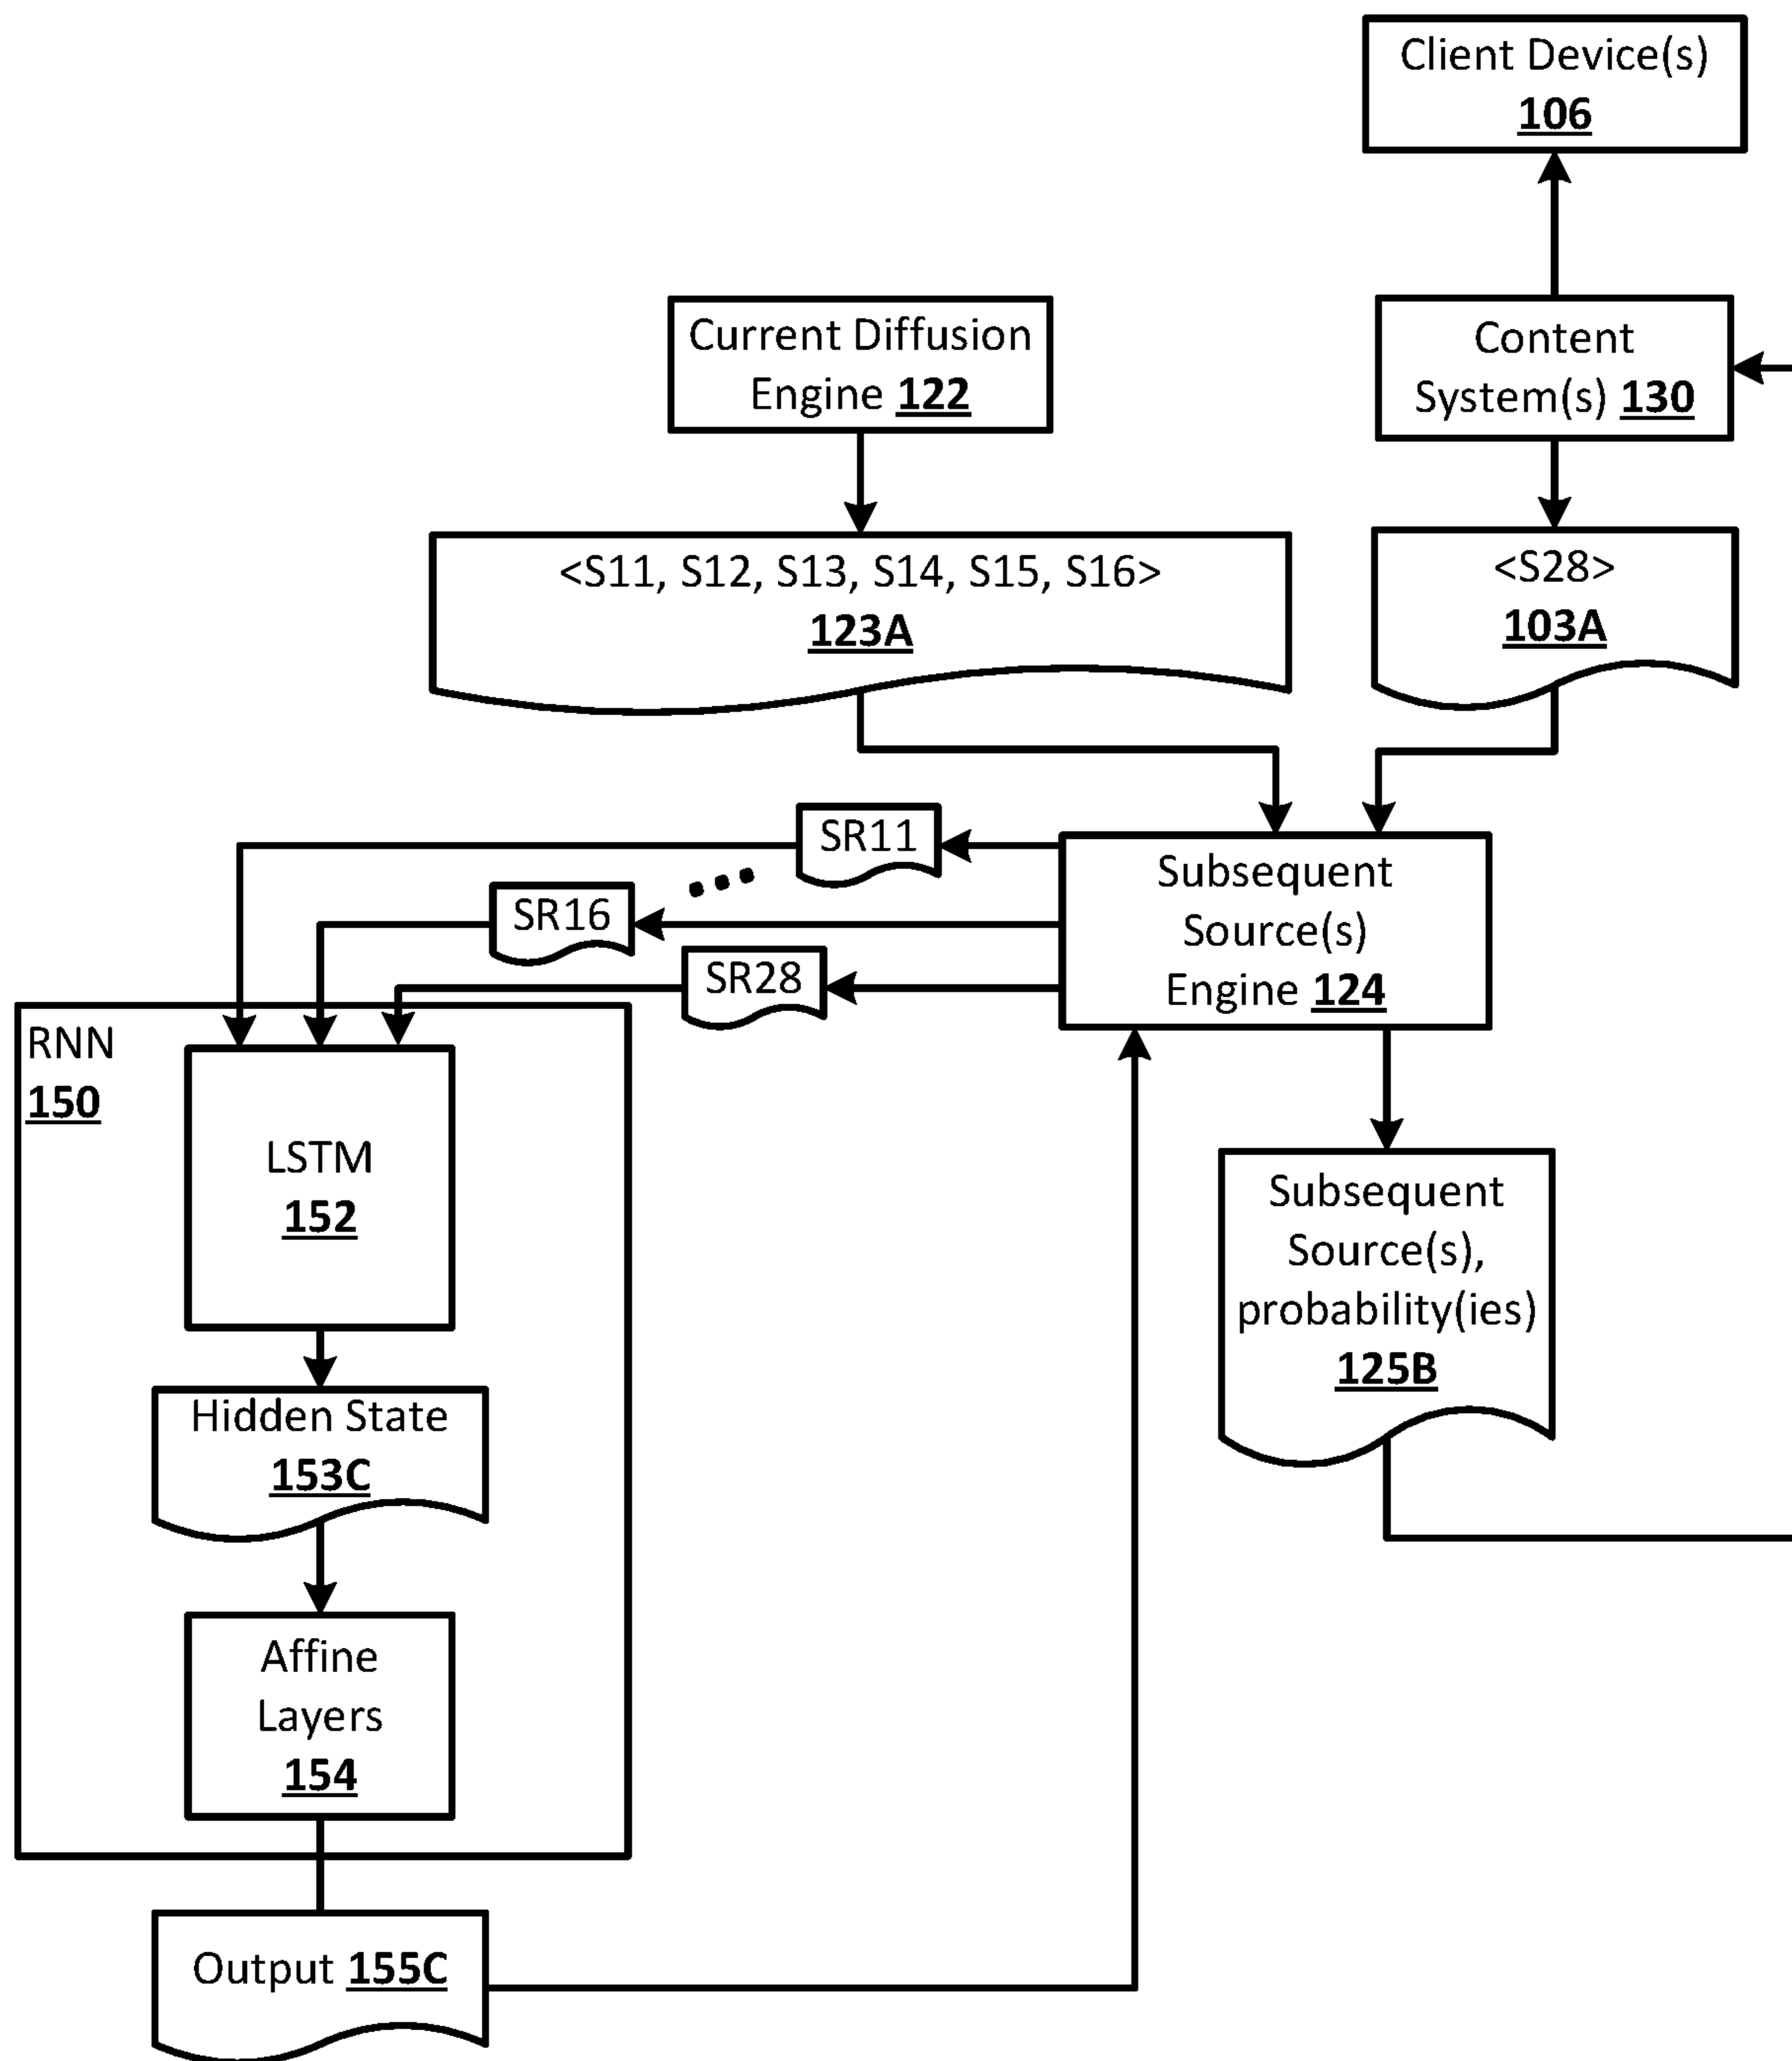 Client Device(s)
106
Current Diffusion
Engine 122
Content
System(s) 130
<S11, S12, S13, S14, S15, S16>
123A
<S28>
103A
SR11
SR16
SR28
Subsequent
Source(s)
Engine 124
RNN
150
LSTM
152
Hidden State
153C
Affine
Layers
154
Output 155C
Subsequent
Source(s),
probability(ies)
125B